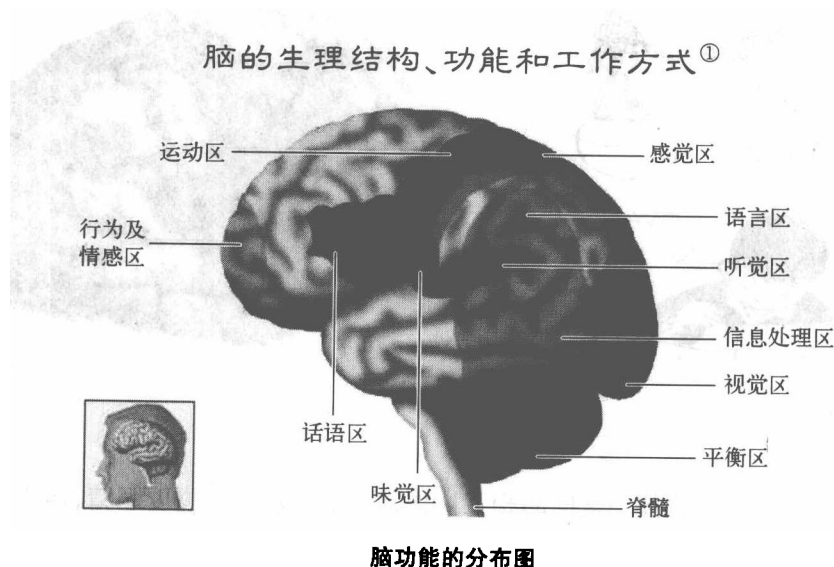 脑的生理结构、功能和工作方式①
运动区
感觉区
行为及
情感区
语言区
听觉区
信息处理区
视觉区
话语区
平衡区
味觉区
脊髓
脑功能的分布图